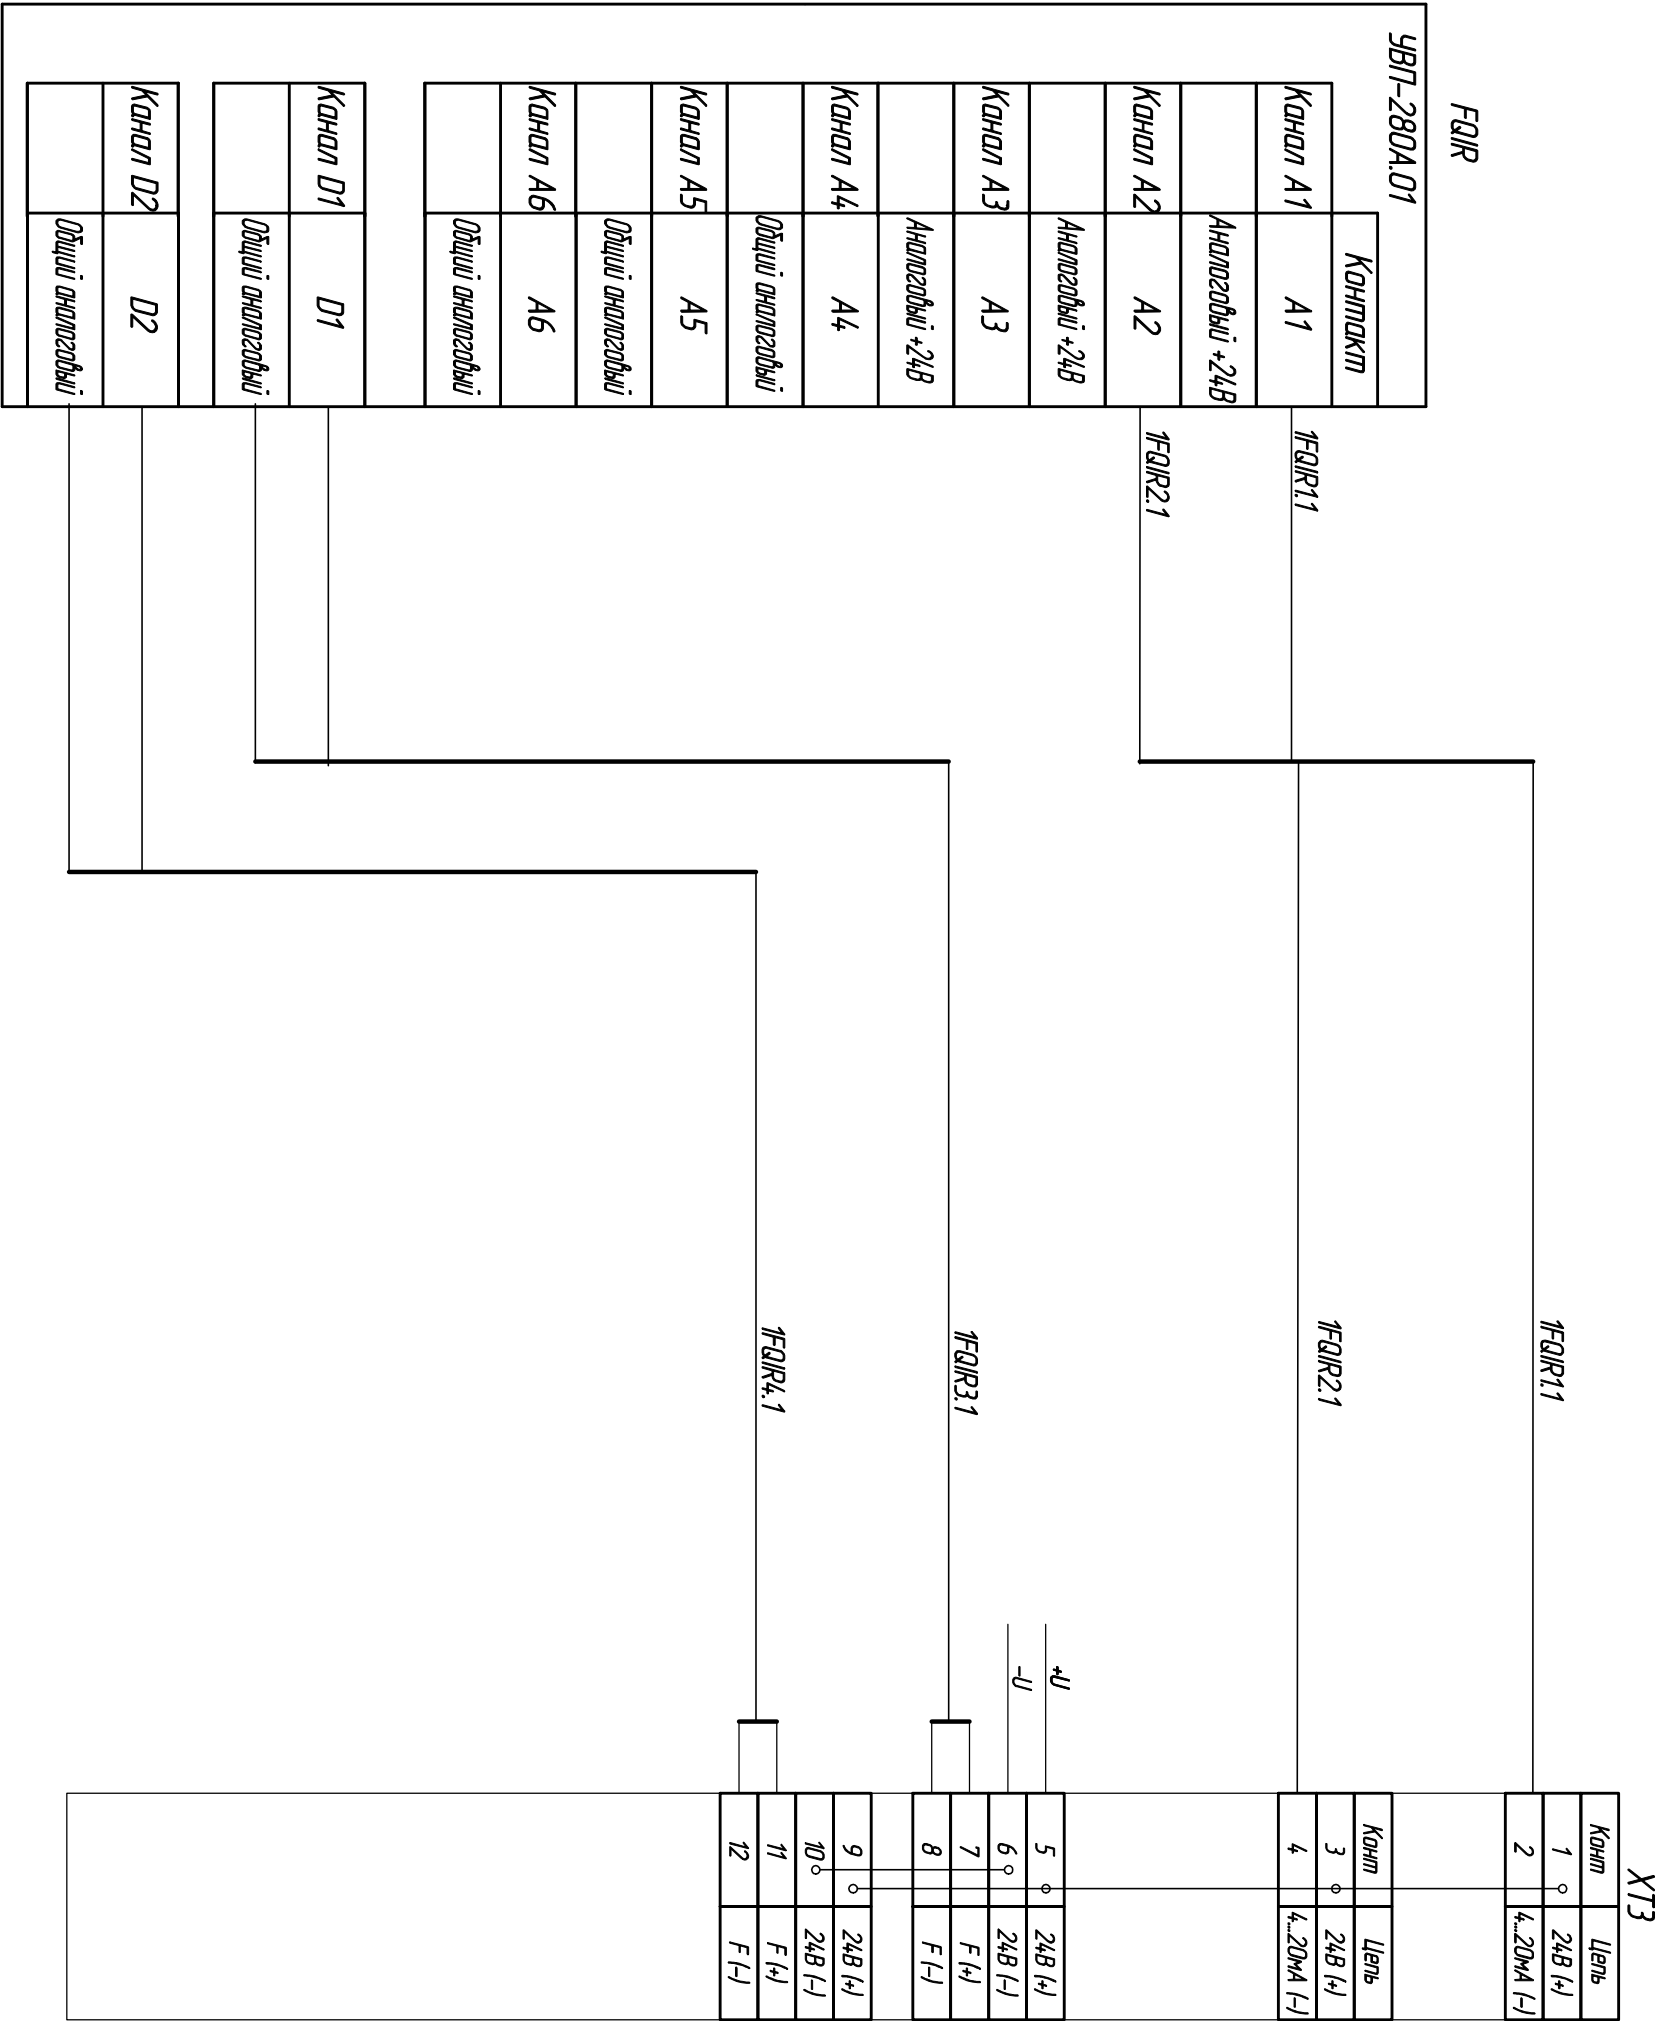 FQIR
УВП-280А.01
Контакт
Канал А1 А1
Аналоговый +24В
Канал А2 А2
Аналоговый +24В
Канал А3 А3
Аналоговый +24В
Канал А4 А4
Общий аналоговый
Канал А5 А5
Общий аналоговый
Канал А6 А6
Общий аналоговый
Канал D1 D1
Общий аналоговый
Канал D2 D2
Общий аналоговый
1FQIR1.1
1FQIR2.1
1FQIR1.1
1FQIR2.1
1FQIR3.1
1FQIR4.1
+U
-U
XT3
Конт Цепь
1 24В (+)
2 4...20мА (-)
Конт Цепь
3 24В (+)
4 4...20мА (-)
5 24В (+)
6 24В (-)
7 F (+)
8 F (-)
9 24В (+)
10 24В (-)
11 F (+)
12 F (-)